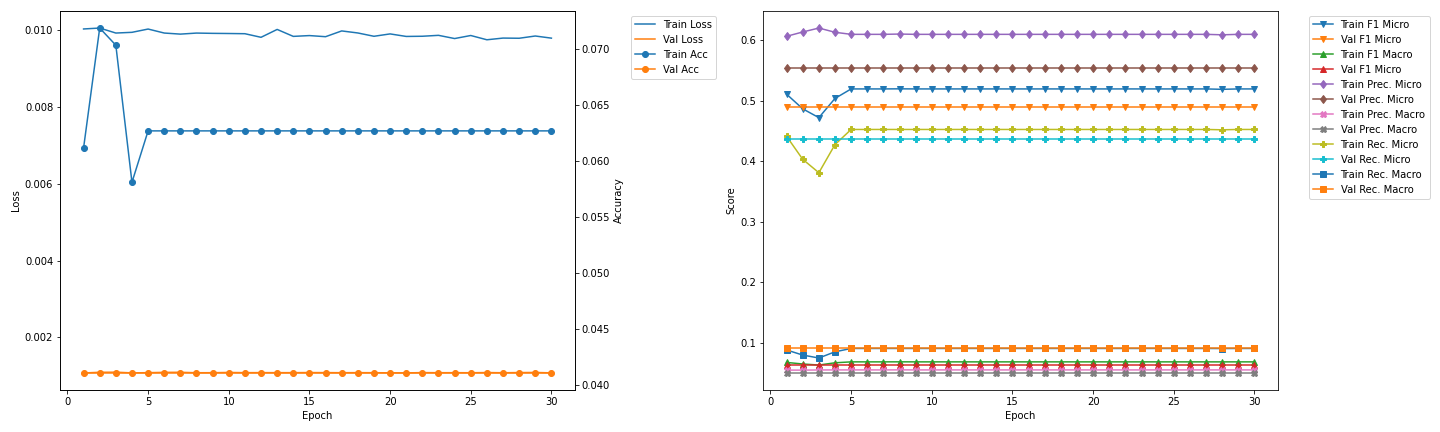 0.010
0.008
0.006
0.004
0.002
Loss
0
5
10
15
20
25
30
Epoch
0.070
0.065
0.060
0.055
0.050
0.045
0.040
Accuracy
Train Loss
Val Loss
Train Acc
Val Acc
0.6
0.5
0.4
0.3
0.2
0.1
Score
0
5
10
15
20
25
30
Epoch
Train F1 Micro
Val F1 Micro
Train F1 Macro
Val F1 Micro
Train Prec. Micro
Val Prec. Micro
Train Prec. Macro
Val Prec. Macro
Train Rec. Micro
Val Rec. Micro
Train Rec. Macro
Val Rec. Macro